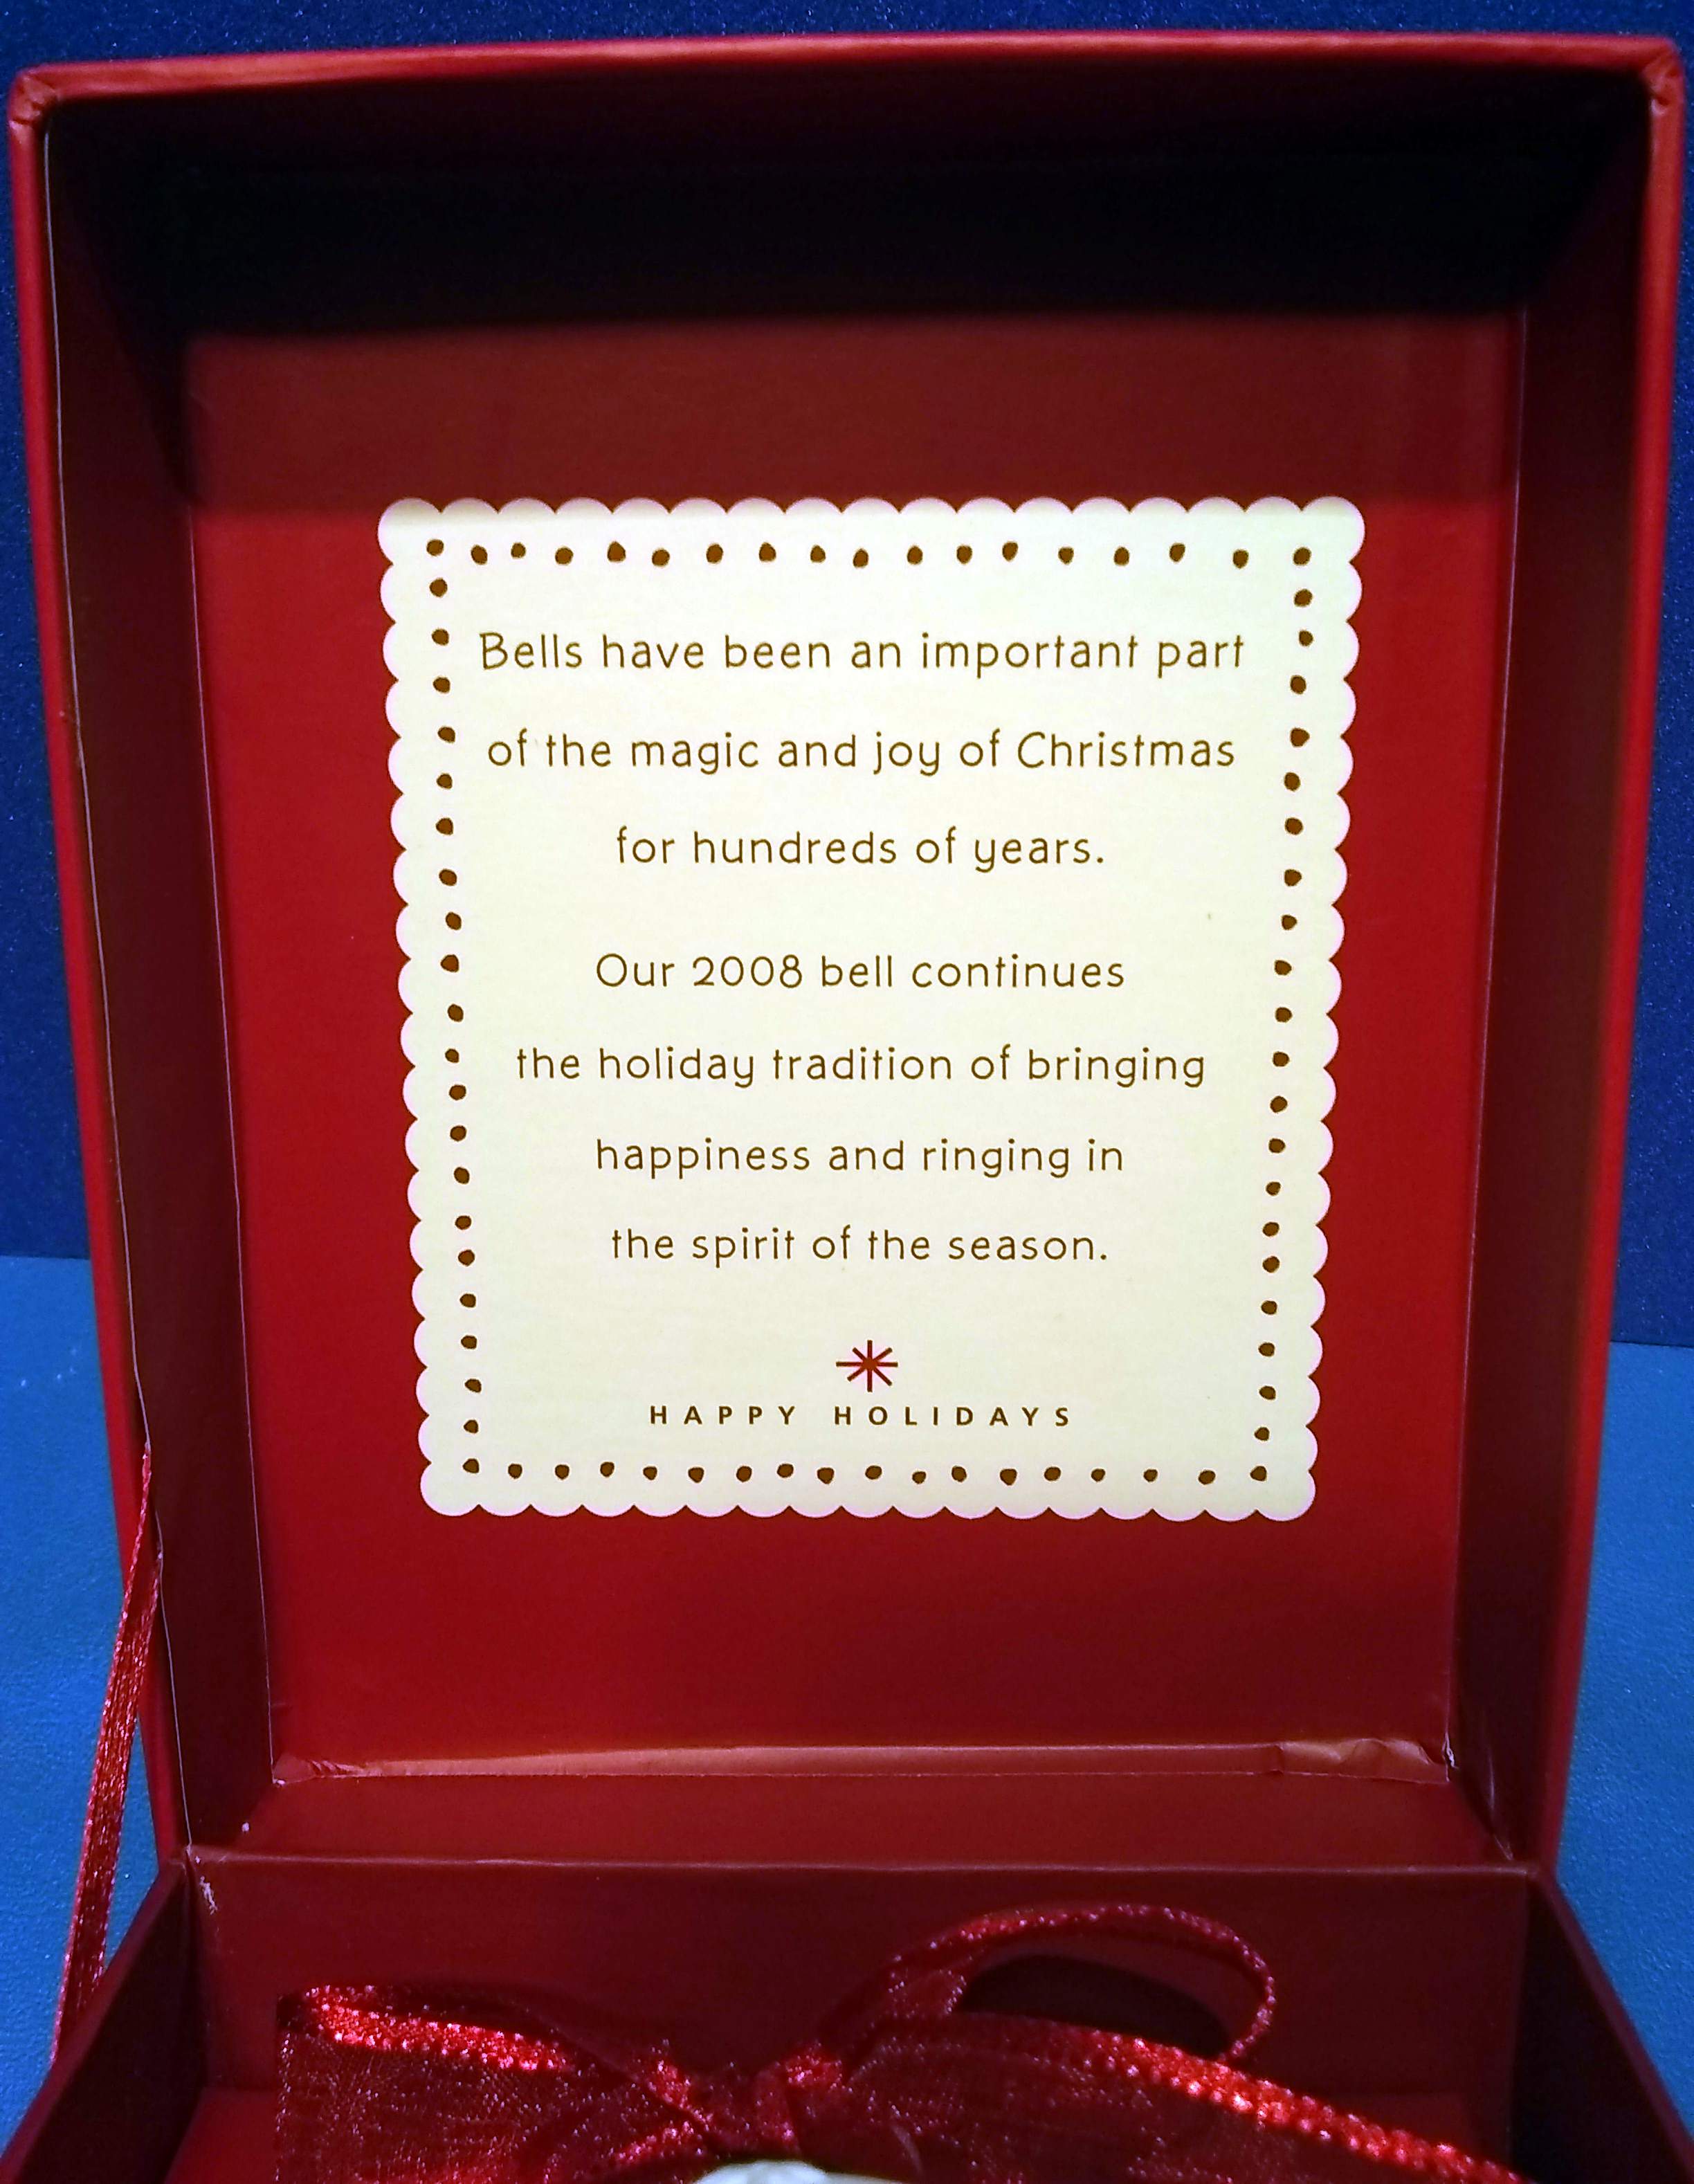 Bells have been an important part
of the magic and joy of Christmas
for hundreds of years.
Our 2008 bell continues
the holiday tradition of bringing
happiness and ringing in
the spirit of the season.
HAPPY HOLIDAYS